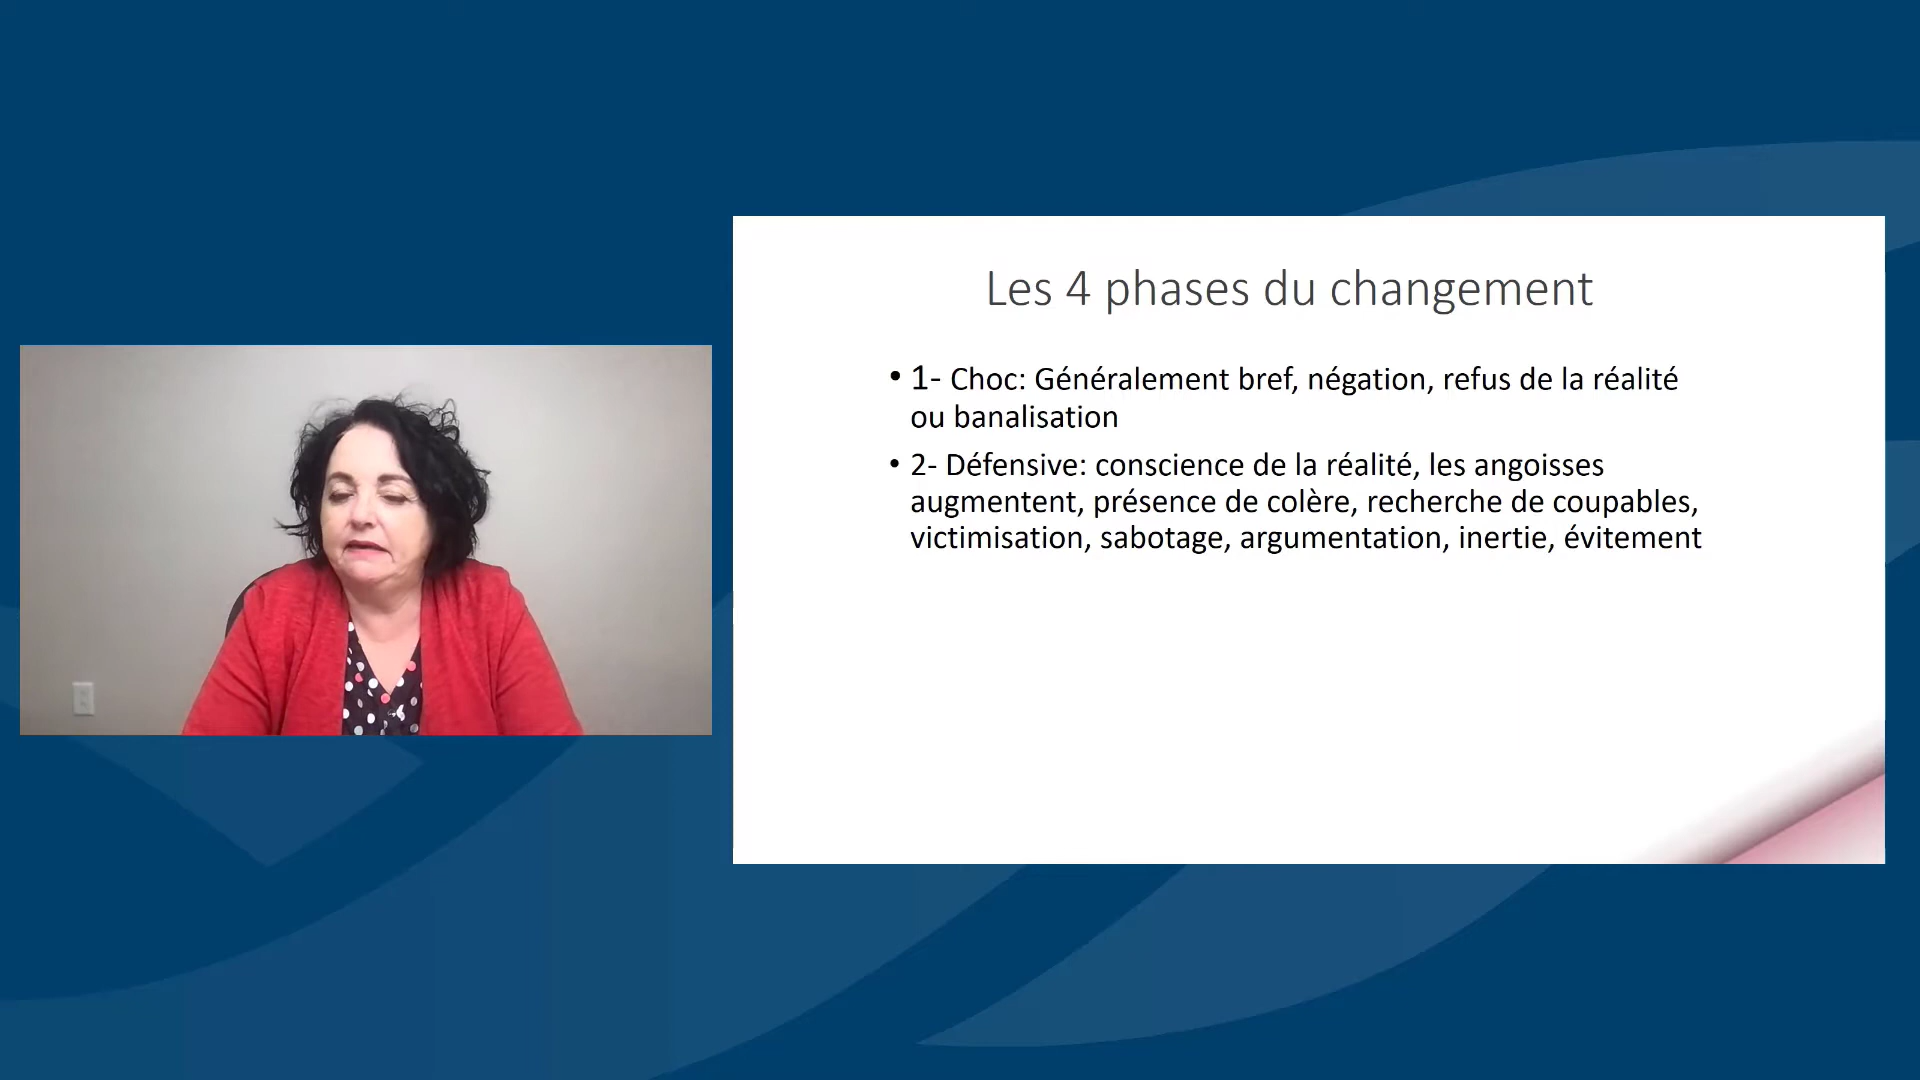 Les 4 phases du changement
• 1- Choc: Généralement bref, négation, refus de la réalité
ou banalisation
• 2- Défensive: conscience de la réalité, les angoisses
augmentent, présence de colère, recherche de coupables,
victimisation, sabotage, argumentation, inertie, évitement